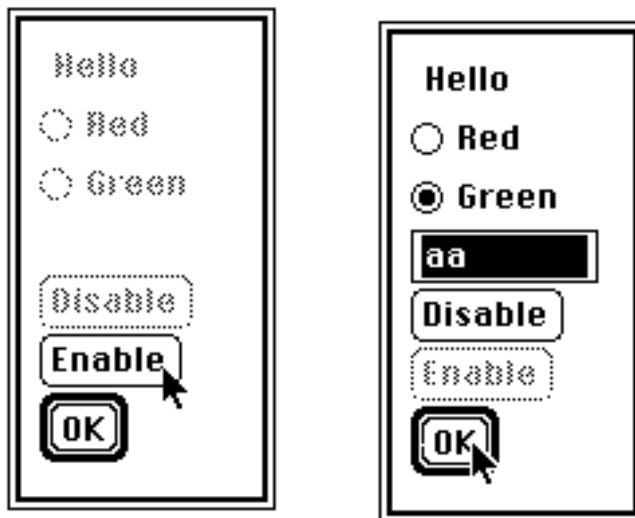 Hello
Red
Green
Disable
Enable
OK
Hello
Red
Green
aa
Disable
Enable
OK